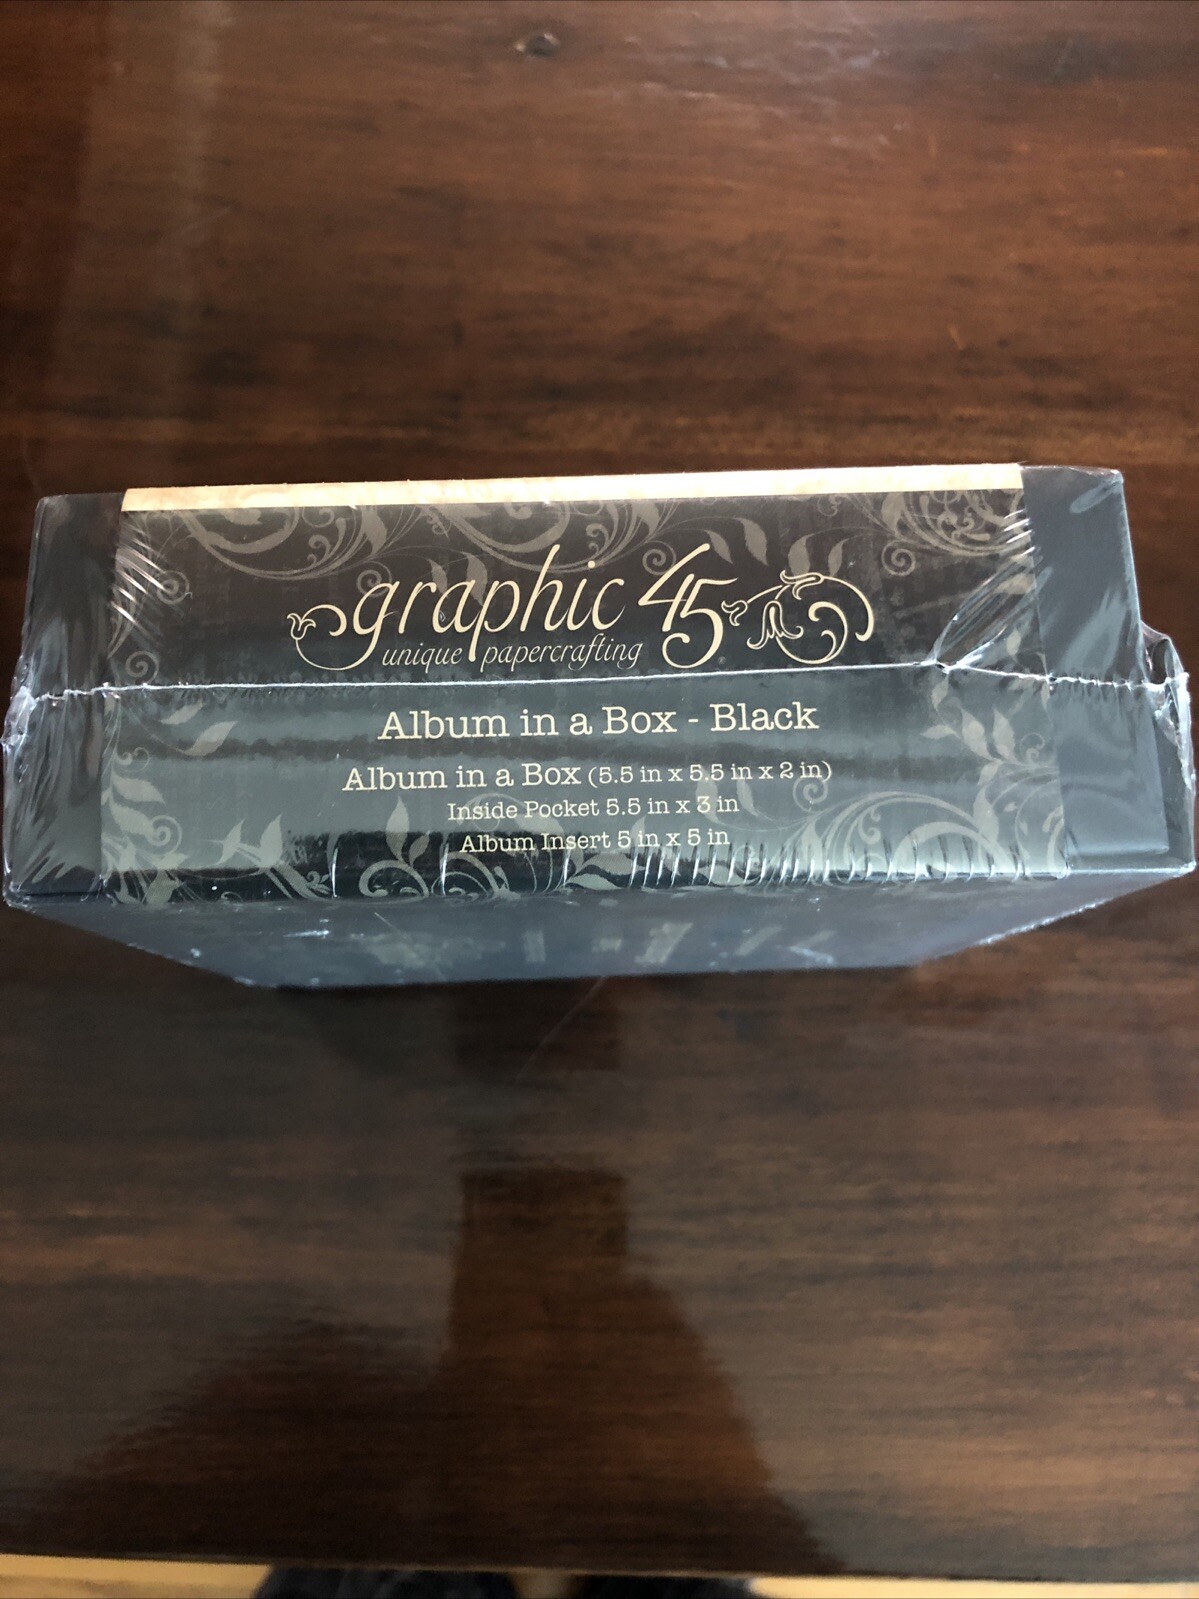 graphic 45
unique papercrafting
Album in a Box - Black
Album in a Box (5.5 in x 5.5 in x 2 in)
Inside Pocket 5.5 in x 3 in
Album Insert 5 in x 5 in